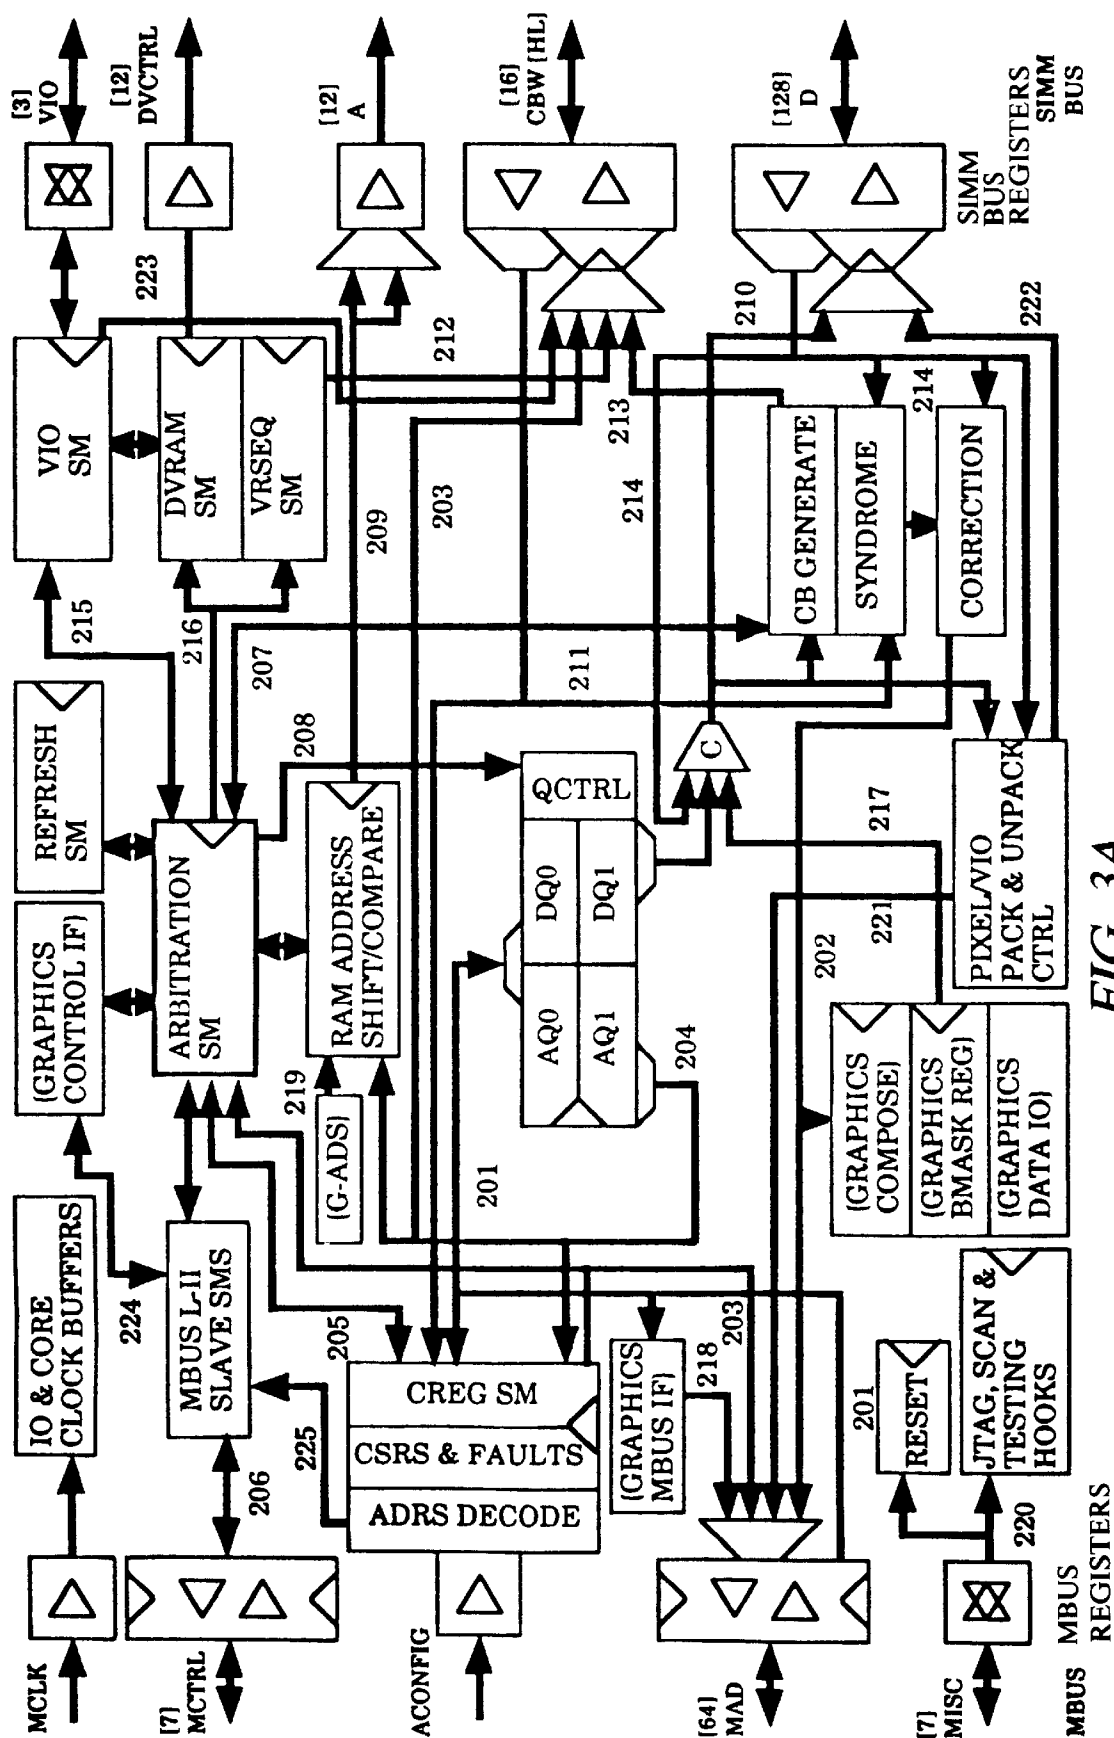 MCLK
[7]
MCTRL
ACONFIG
[64]
MAD
[7]
MISC
MBUS
MBUS
REGISTERS
IO & CORE
CLOCK BUFFERS
224
206
MBUS L-II
SLAVE SMS
225
205
ADRS DECODE
CSRS & FAULTS
CREG SM
(GRAPHICS
MBUS IF)
218
203
201
RESET
220
JTAG, SCAN &
TESTING
HOOKS
(GRAPHICS
CONTROL IF)
REFRESH
SM
ARBITRATION
SM
219
(G-ADS)
RAM ADDRESS
SHIFT/COMPARE
208
201
AQ0
DQ0
AQ1
DQ1
QCTRL
204
C
202
221
217
(GRAPHICS
COMPOSE)
(GRAPHICS
BMASK REG)
(GRAPHICS
DATA IO)
PIXEL/VIO
PACK & UNPACK
CTRL
215
216
207
209
203
211
214
213
212
VIO
SM
DVRAM
SM
VRSEQ
SM
223
CB GENERATE
SYNDROME
CORRECTION
214
210
222
[3]
VIO
[12]
DVCTRL
[12]
A
[16]
CBW [HL]
[128]
D
SIMM
BUS
REGISTERS
SIMM
BUS
FIG. 3A